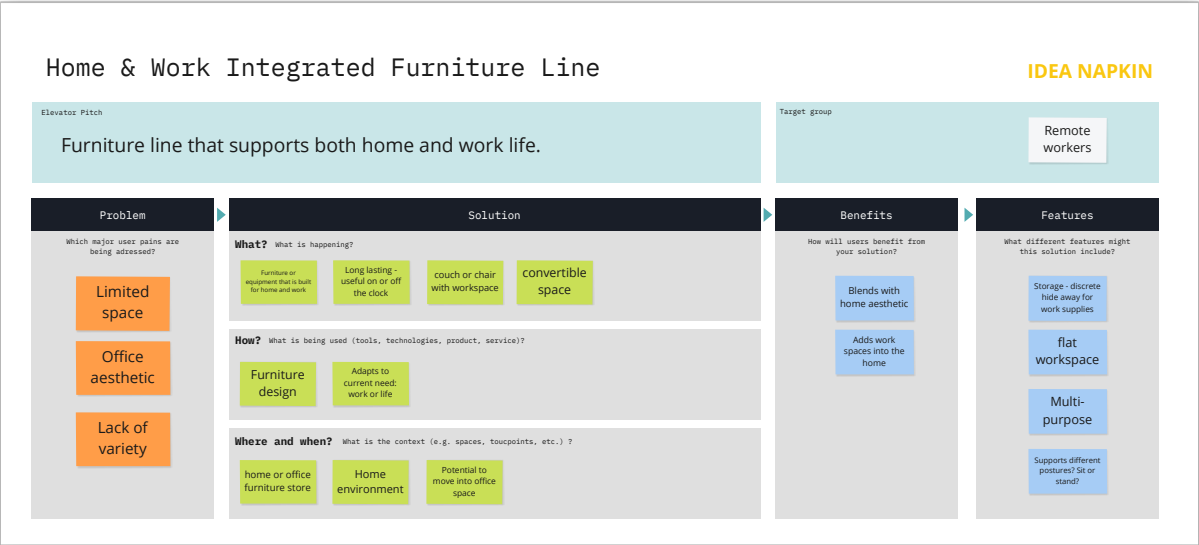 Home & Work Integrated Furniture Line
IDEA NAPKIN
Elevator Pitch
Furniture line that supports both home and work life.
Target group
Remote
workers
Problem
Which major user pains are
being adressed?
Limited
space
Office
aesthetic
Lack of
variety
Solution
What? What is happening?
Furniture or
equipment that is built
for home and work
Long lasting -
useful on or off
the clock
couch or chair
with workspace
convertible
space
How? What is being used (tools, technologies, product, service)?
Furniture
design
Adapts to
current need:
work or life
Where and when? What is the context (e.g. spaces, toucpoints, etc.) ?
home or office
furniture store
Home
environment
Potential to
move into office
space
Benefits
How will users benefit from
your solution?
Blends with
home aesthetic
Adds work
spaces into the
home
Features
What different features might
this solution include?
Storage - discrete
hide away for
work supplies
flat
workspace
Multi-
purpose
Supports different
postures? Sit or
stand?